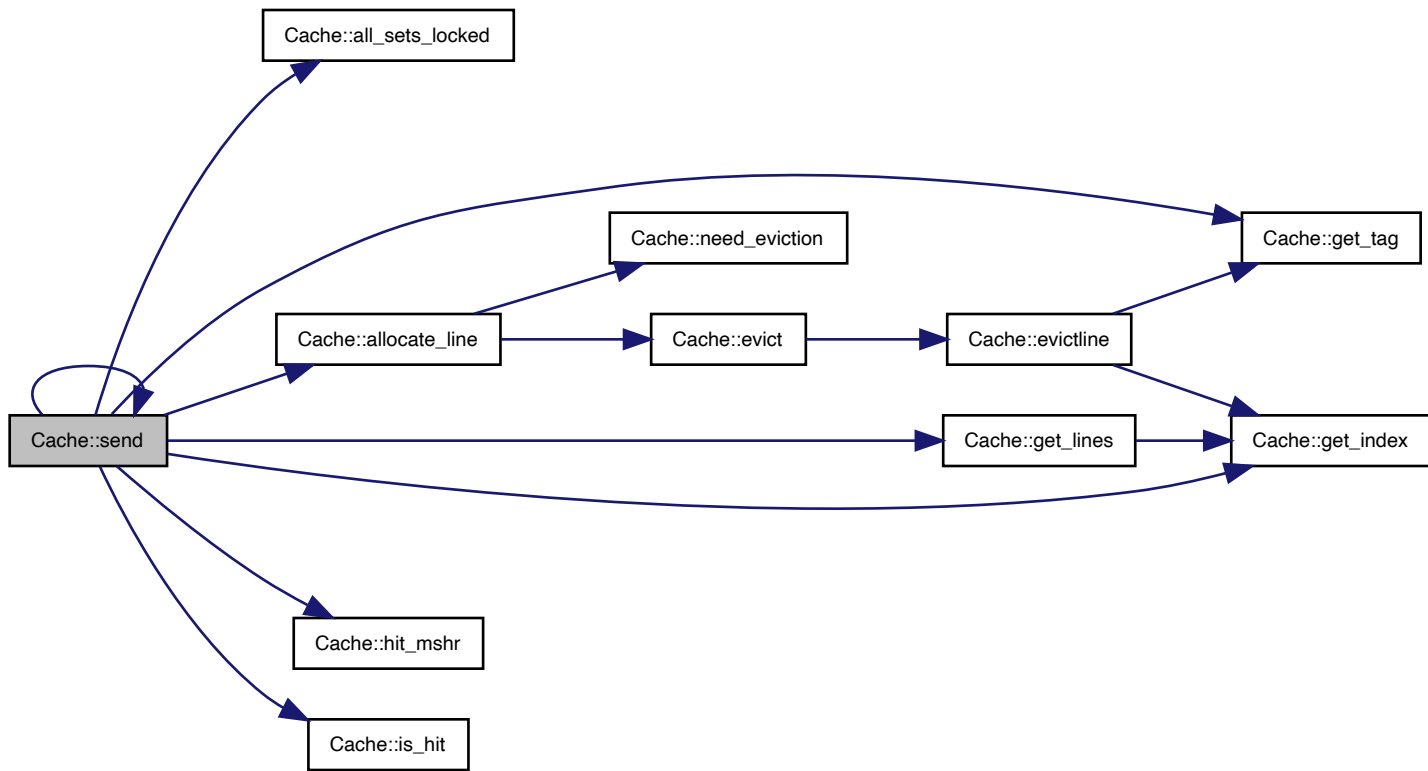 Cache::all_sets_locked
Cache::need_eviction
Cache::get_tag
Cache::allocate_line
Cache::evict
Cache::evictline
Cache::send
Cache::get_lines
Cache::get_index
Cache::hit_mshr
Cache::is_hit